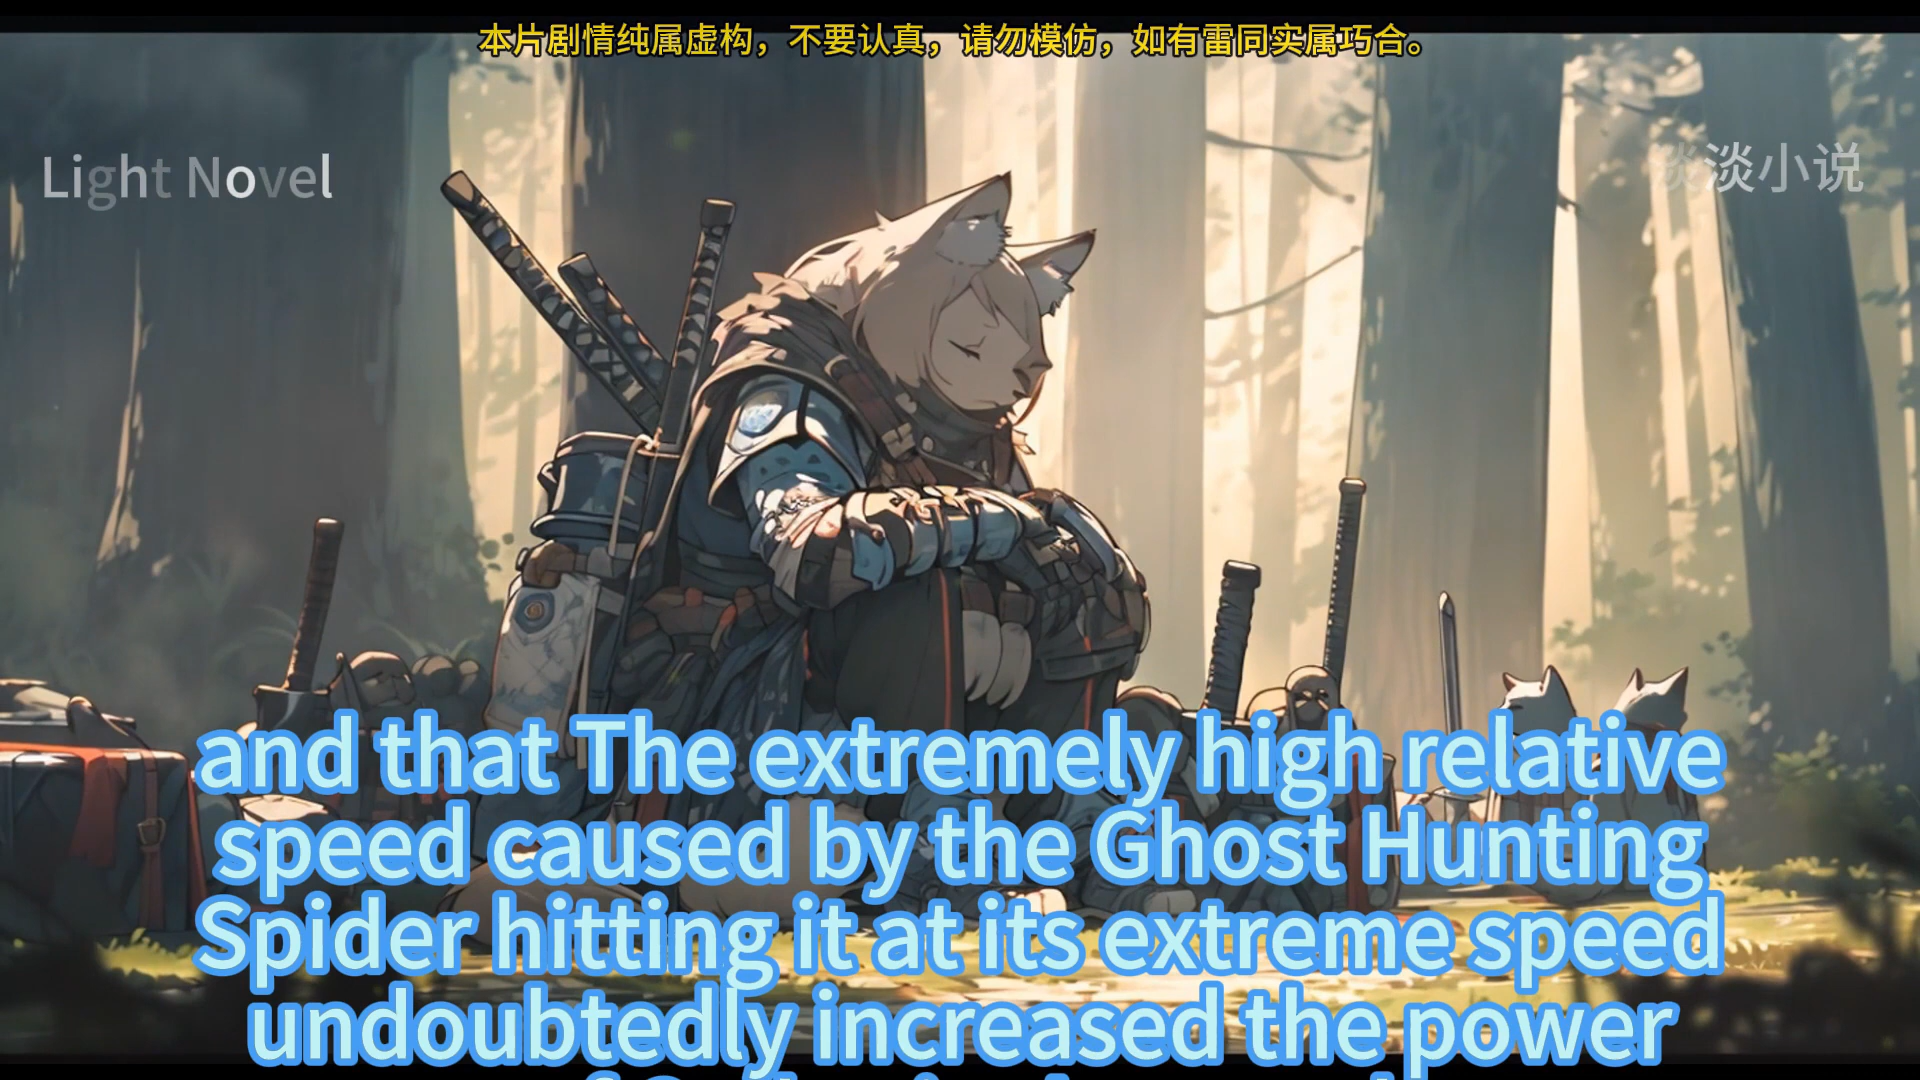 本片剧情纯属虚构，不要认真，请勿模仿，如有雷同实属巧合。
Light Novel
淡淡小说
and that The extremely high relative
speed caused by the Ghost Hunting
Spider hitting it at its extreme speed
undoubtedly increased the power